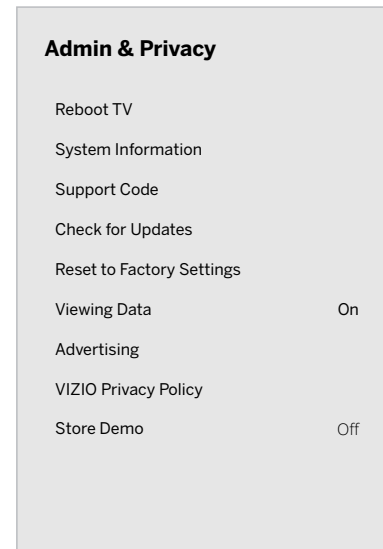 Admin & Privacy
Reboot TV
System Information
Support Code
Check for Updates
Reset to Factory Settings
Viewing Data On
Advertising
VIZIO Privacy Policy
Store Demo Off